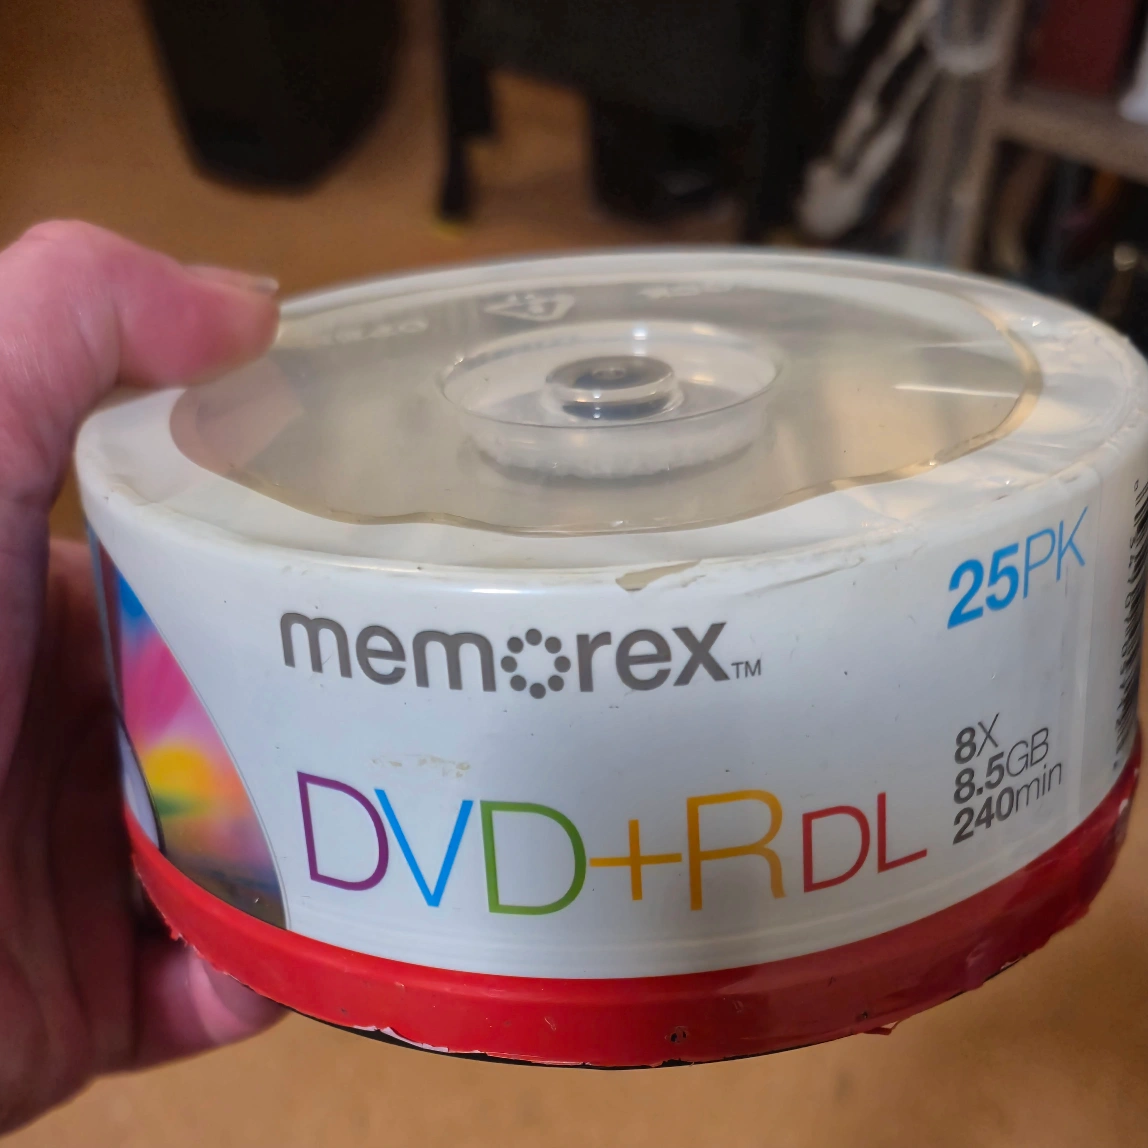 memorex™
25PK
DVD+R DL
8X
8.5GB
240min